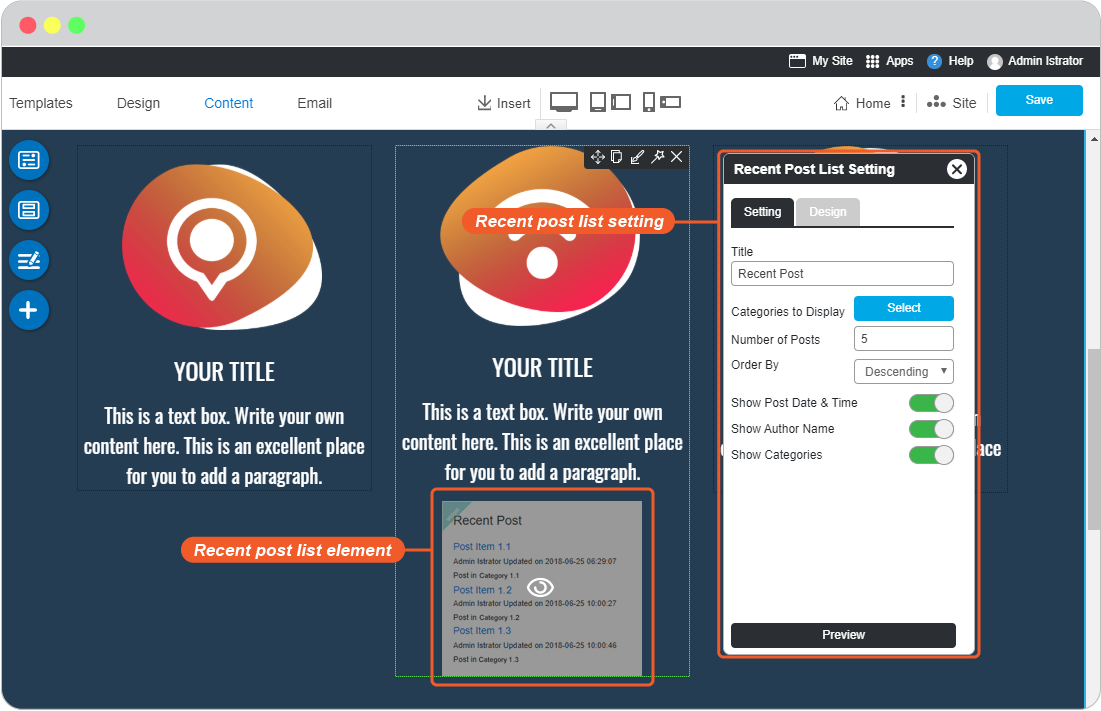 My Site
Apps
? Help
Admin Istrator
Templates
Design
Content
Email
Insert
Home
Site
Save
YOUR TITLE
This is a text box. Write your own
content here. This is an excellent place
for you to add a paragraph.
YOUR TITLE
This is a text box. Write your own
content here. This is an excellent place
for you to add a paragraph.
Recent post list setting
Recent post list element
Recent Post
Post Item 1.1
Admin Istrator Updated on 2018-06-25 06:29:07
Post in Category 1.1
Post Item 1.2
Admin Istrator Updated on 2018-06-25 10:00:27
Post in Category 1.2
Post Item 1.3
Admin Istrator Updated on 2018-06-25 10:00:46
Post in Category 1.3
Recent Post List Setting
Setting
Design
Title
Recent Post
Categories to Display
Select
Number of Posts
5
Order By
Descending
Show Post Date & Time
Show Author Name
Show Categories
Preview